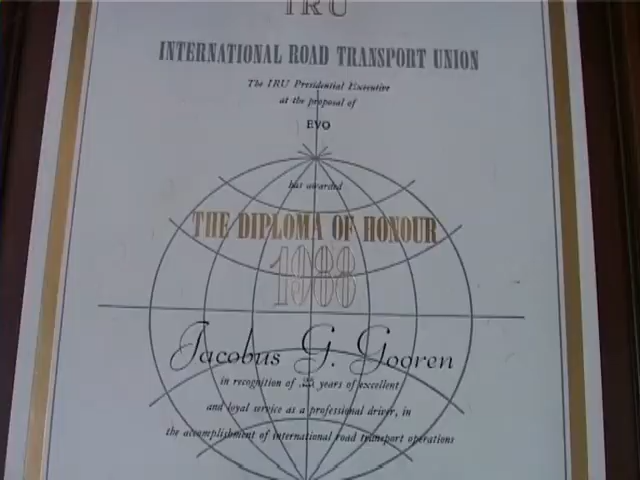 IRU
INTERNATIONAL ROAD TRANSPORT UNION
The IRU Presidential Executive
at the proposal of
EVO
has awarded
THE DIPLOMA OF HONOUR
1988
Jacobus G. Gooren
in recognition of 25 years of excellent
and loyal service as a professional driver, in
the accomplishment of international road transport operations